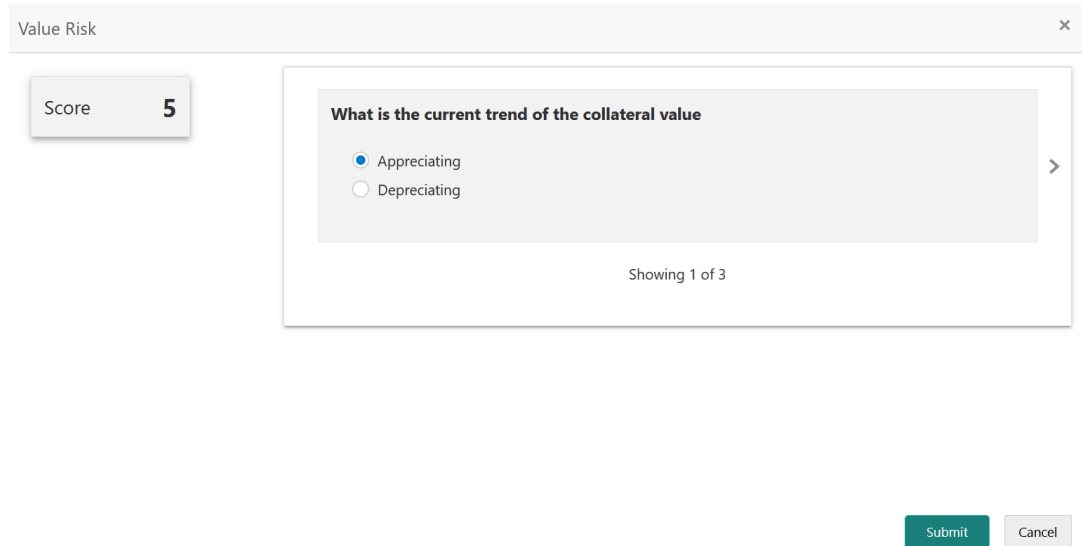 Value Risk
Score 5
What is the current trend of the collateral value
Appreciating
Depreciating
Showing 1 of 3
Submit Cancel